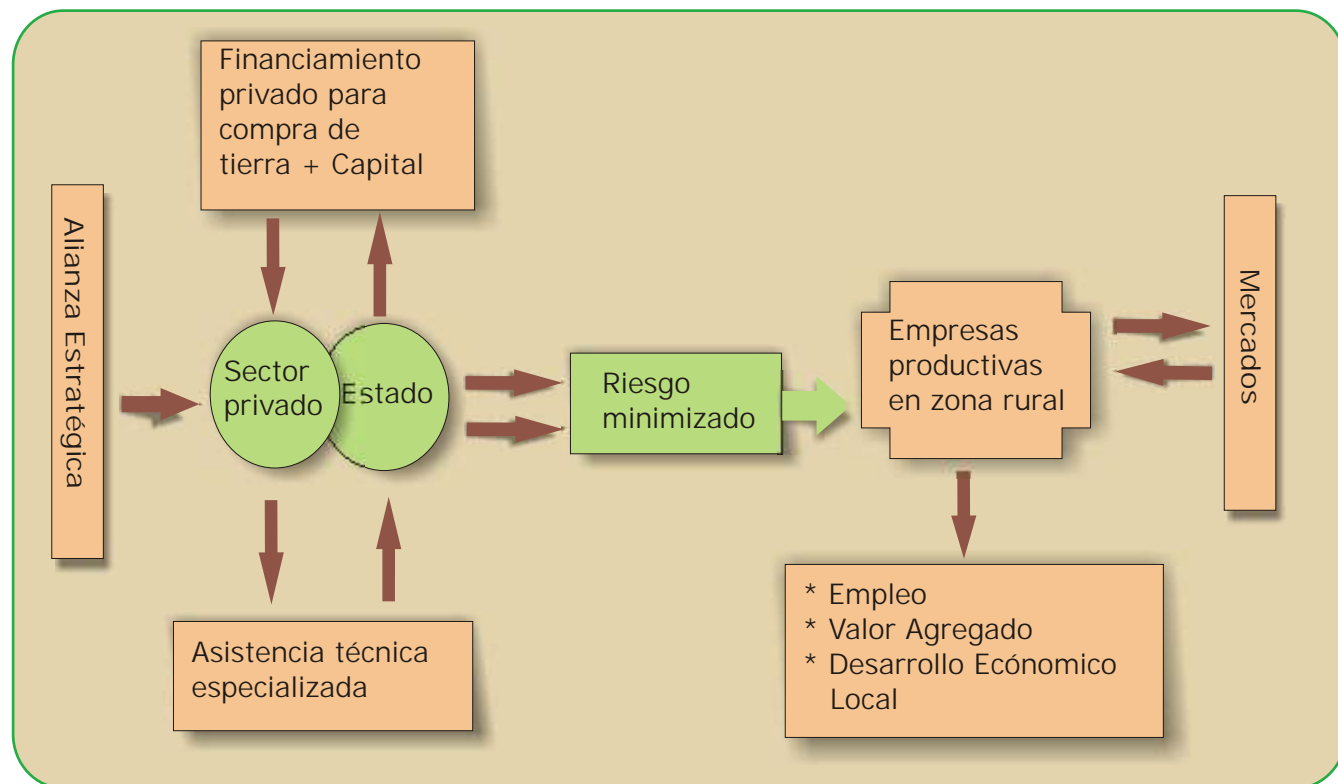 Financiamiento
privado para
compra de
tierra + Capital
Alianza Estratégica
Sector
privado
Estado
Riesgo
minimizado
Empresas
productivas
en zona rural
Mercados
Asistencia técnica
especializada
* Empleo
* Valor Agregado
* Desarrollo Ecónomico
Local